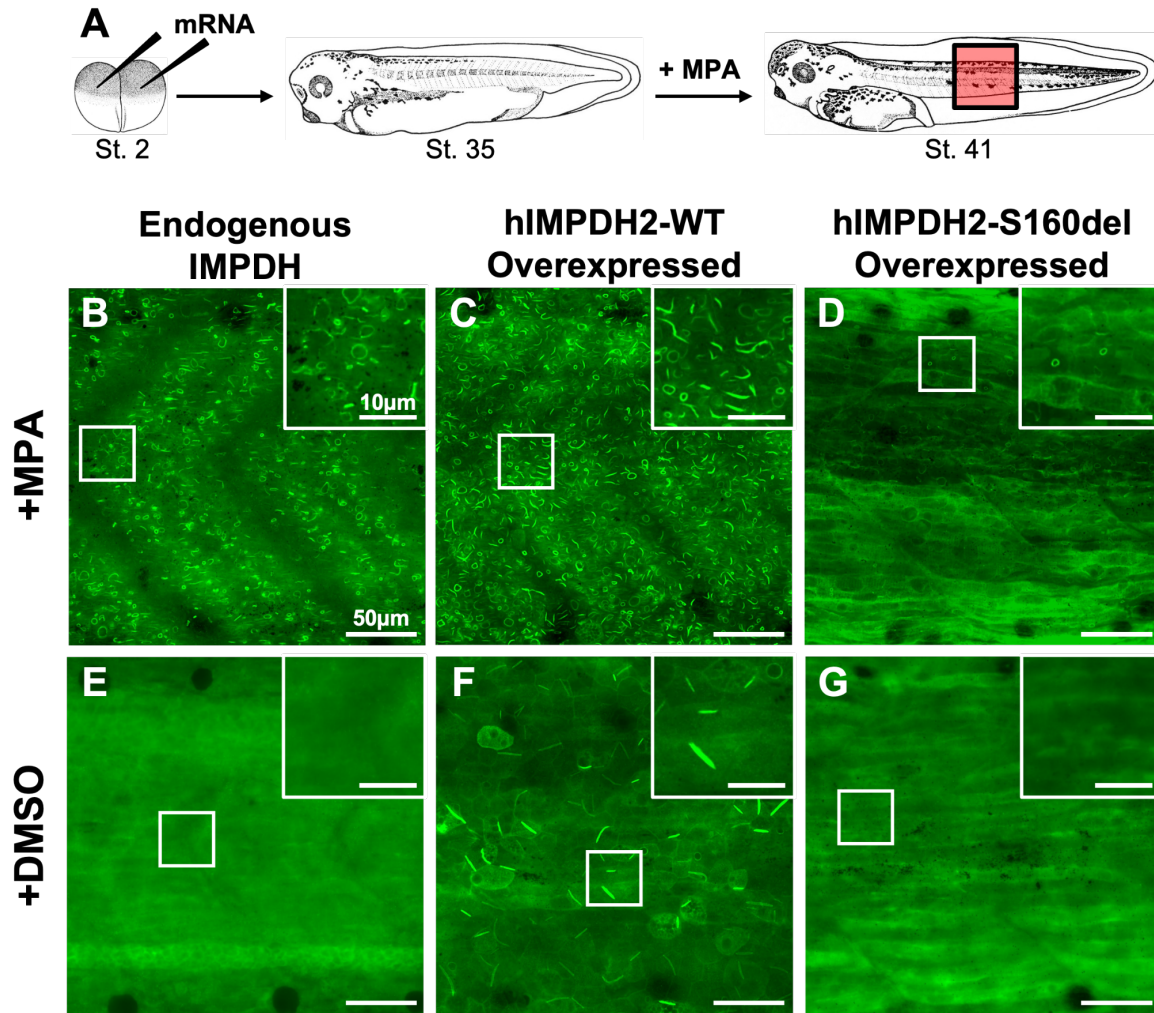 A
mRNA
+ MPA
St. 2
St. 35
St. 41
Endogenous
IMPDH
hIMPDH2-WT
Overexpressed
hIMPDH2-S160del
Overexpressed
+MPA
B
10µm
50µm
C
D
+DMSO
E
F
G